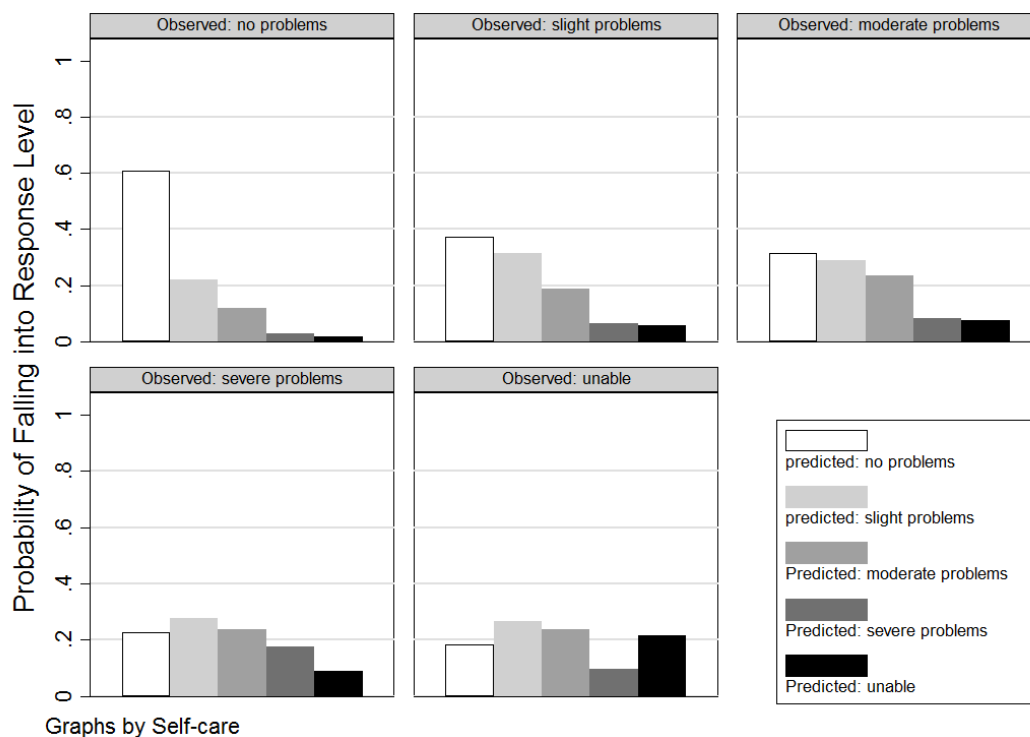 Observed: no problems
Observed: slight problems
Observed: moderate problems
Probability of Falling into Response Level
1
.8
.6
.4
.2
0
Observed: severe problems
Observed: unable
1
.8
.6
.4
.2
0
predicted: no problems
predicted: slight problems
Predicted: moderate problems
Predicted: severe problems
Predicted: unable
Graphs by Self-care